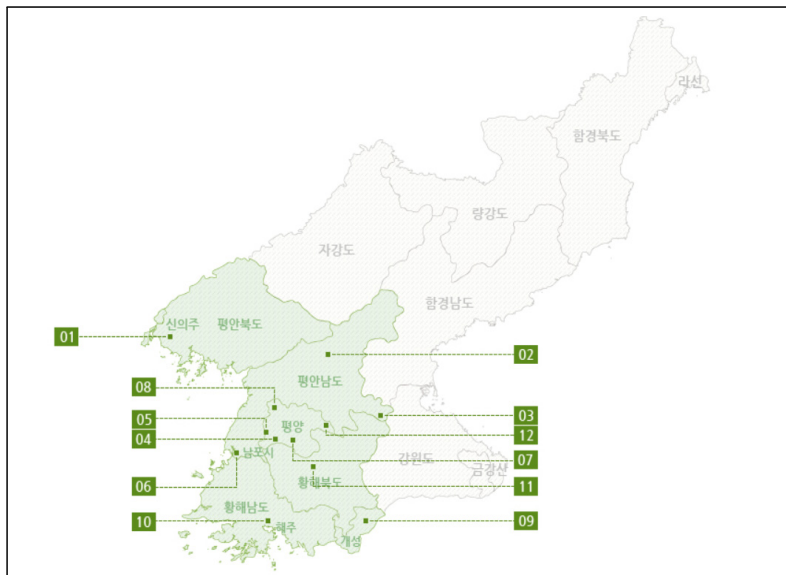 라선
함경북도
량강도
자강도
함경남도
신의주 평안북도
01
02
평안남도
08
05
평양
03
04
12
남포시
강원도
07
금강산
06
황해북도
11
황해남도
10
해주
09
개성